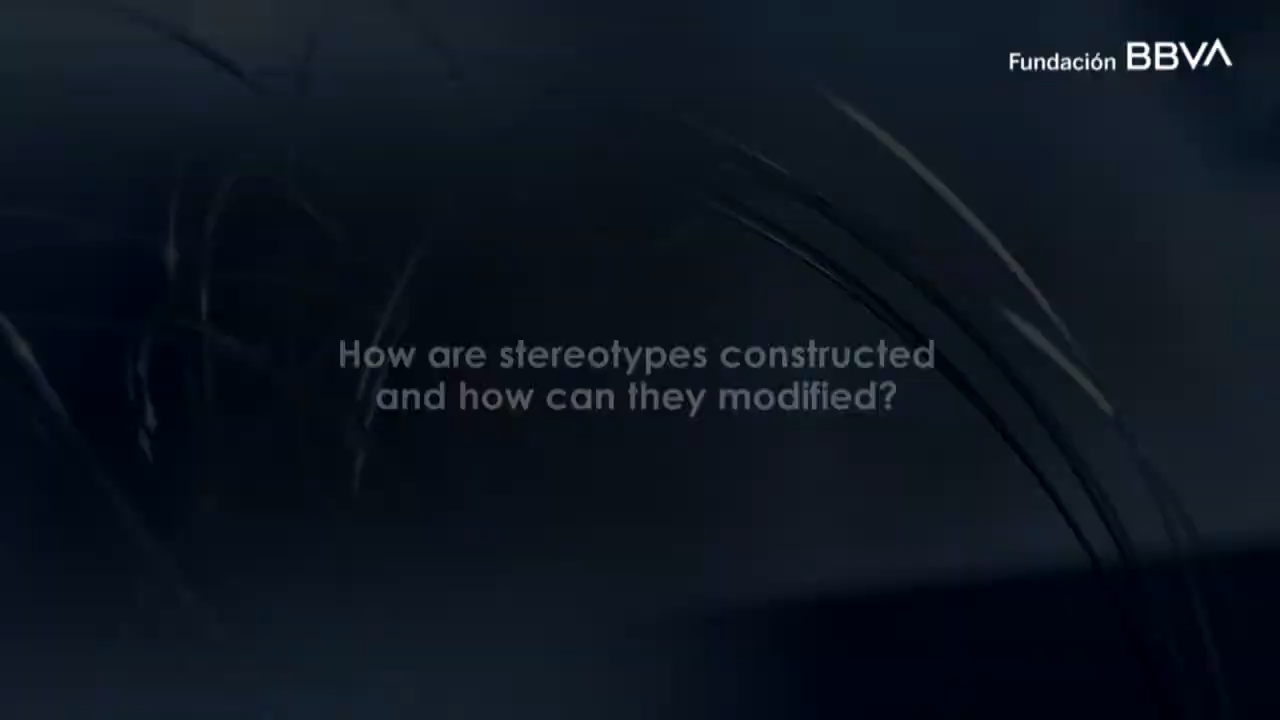 Fundación BBVA
How are stereotypes constructed
and how can they modified?